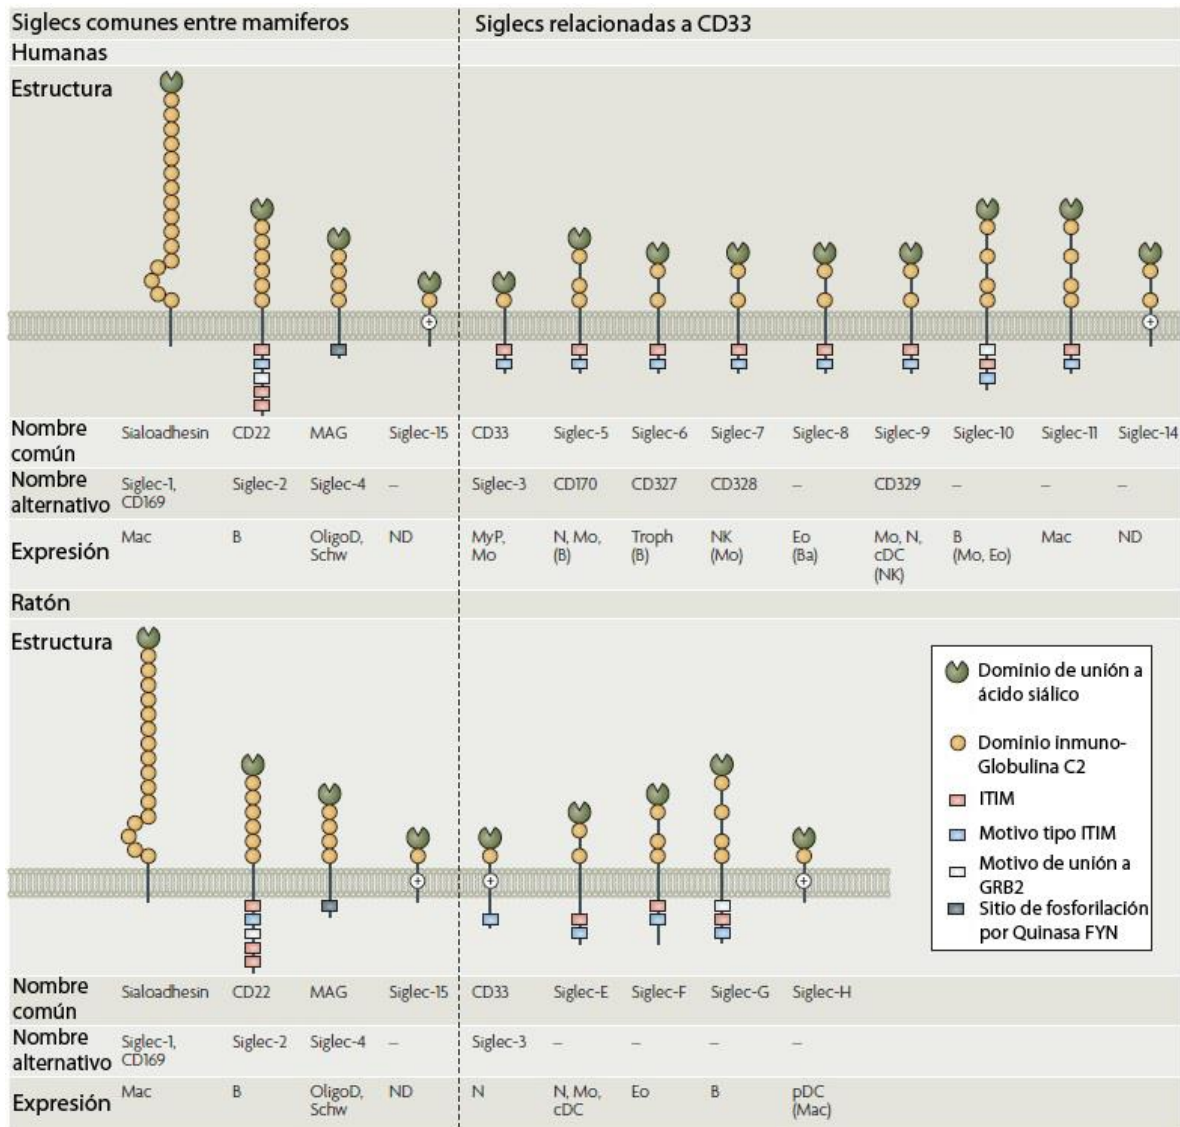 Siglecs comunes entre mamiferos
Siglecs relacionadas a CD33
Humanas
Estructura
+
+
Nombre común
Sialoadhesin CD22 MAG Siglec-15 CD33 Siglec-5 Siglec-6 Siglec-7 Siglec-8 Siglec-9 Siglec-10 Siglec-11 Siglec-14
Nombre alternativo
Siglec-1, CD169 Siglec-2 Siglec-4 – Siglec-3 CD170 CD327 CD328 – CD329 – – –
Expresión
Mac B OligoD, Schw ND MyP, Mo N, Mo, (B) Troph (B) NK (Mo) Eo (Ba) Mo, N, cDC (NK) B (Mo, Eo) Mac ND
Ratón
Estructura
+
+
+
Dominio de unión a
ácido siálico
Dominio inmuno-
Globulina C2
ITIM
Motivo tipo ITIM
Motivo de unión a
GRB2
Sitio de fosforilación
por Quinasa FYN
Nombre común
Sialoadhesin CD22 MAG Siglec-15 CD33 Siglec-E Siglec-F Siglec-G Siglec-H
Nombre alternativo
Siglec-1, CD169 Siglec-2 Siglec-4 – Siglec-3 – – – –
Expresión
Mac B OligoD, Schw ND N N, Mo, cDC Eo B pDC (Mac)